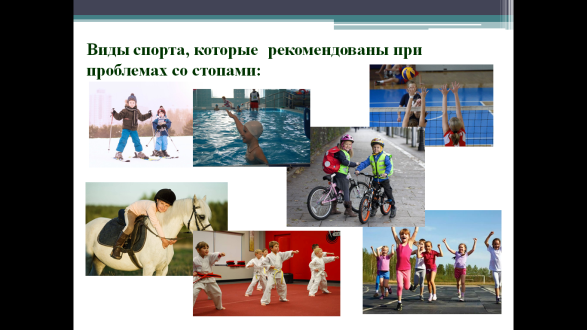 Виды спорта, которые рекомендованы при
проблемах со стопами: